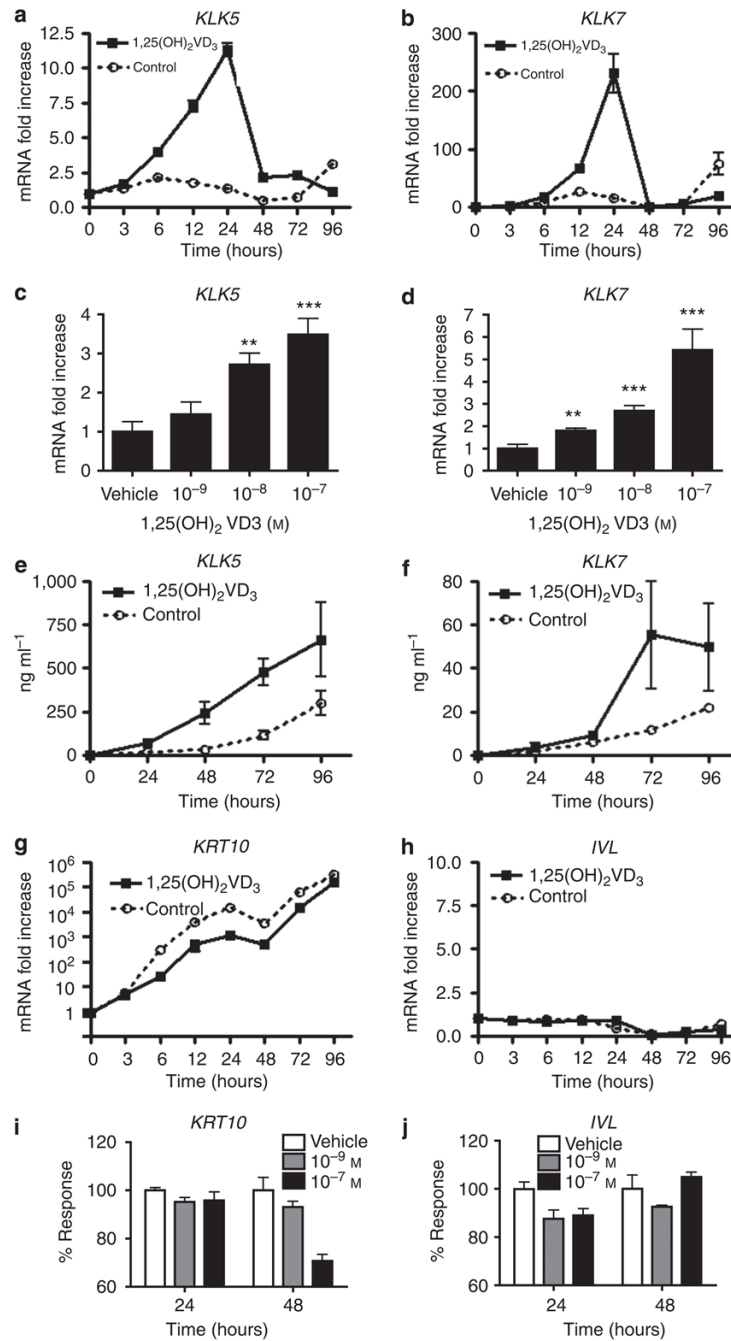 a
KLK5
mRNA fold increase
12.5
10.0
7.5
5.0
2.5
0.0
1,25(OH)₂VD₃
Control
0 3 6 12 24 48 72 96
Time (hours)
b
KLK7
mRNA fold increase
300
200
100
0
1,25(OH)₂VD₃
Control
0 3 6 12 24 48 72 96
Time (hours)
c
KLK5
mRNA fold increase
4
3
2
1
0
**
***
Vehicle 10⁻⁹ 10⁻⁸ 10⁻⁷
1,25(OH)₂ VD3 (M)
d
KLK7
mRNA fold increase
7
6
5
4
3
2
1
0
**
***
***
Vehicle 10⁻⁹ 10⁻⁸ 10⁻⁷
1,25(OH)₂ VD3 (M)
e
KLK5
ng ml⁻¹
1,000
750
500
250
0
1,25(OH)₂VD₃
Control
0 24 48 72 96
Time (hours)
f
KLK7
ng ml⁻¹
80
60
40
20
0
1,25(OH)₂VD₃
Control
0 24 48 72 96
Time (hours)
g
KRT10
mRNA fold increase
10⁶
10⁵
10⁴
10³
10²
10
1
1,25(OH)₂VD₃
Control
0 3 6 12 24 48 72 96
Time (hours)
h
IVL
mRNA fold increase
10.0
7.5
5.0
2.5
0.0
1,25(OH)₂VD₃
Control
0 3 6 12 24 48 72 96
Time (hours)
i
KRT10
% Response
120
100
80
60
Vehicle
10⁻⁹ M
10⁻⁷ M
24 48
Time (hours)
j
IVL
% Response
120
100
80
60
Vehicle
10⁻⁹ M
10⁻⁷ M
24 48
Time (hours)